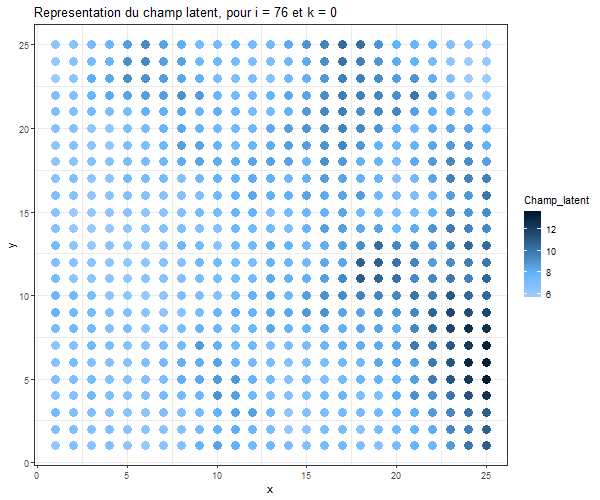 Representation du champ latent, pour i = 76 et k = 0
25
20
15
10
5
0
y
0 5 10 15 20 25
x
Champ_latent
12
10
8
6